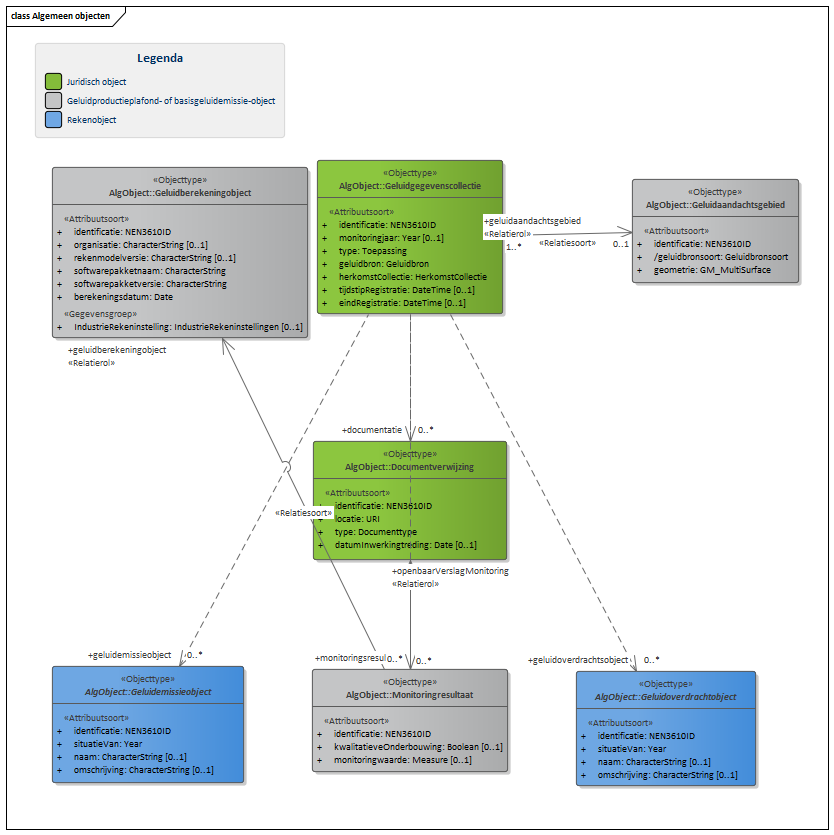 class Algemeen objecten
Legenda
Juridisch object
Geluidproductieplafond- of basisgeluidemissie-object
Rekenobject
«Objecttype»
AlgObject::Geluidberekeningobject
«Attribuutsoort»
+ identificatie: NEN3610ID
+ organisatie: CharacterString [0..1]
+ rekenmodelversie: CharacterString [0..1]
+ softwarepakketnaam: CharacterString
+ softwarepakketversie: CharacterString
+ berekeningsdatum: Date
«Gegevensgroep»
+ IndustrieRekeninstelling: IndustrieRekeninstellingen [0..1]
«Objecttype»
AlgObject::Geluidgegevenscollectie
«Attribuutsoort»
+ identificatie: NEN3610ID
+ monitoringjaar: Year [0..1]
+ type: Toepassing
+ geluidbron: Geluidbron
+ herkomstCollectie: HerkomstCollectie
+ tijdstipRegistratie: DateTime [0..1]
+ eindRegistratie: DateTime [0..1]
+geluidaandachtsgebied
«Relatierol»
1..*
«Relatiesoort»
0..1
«Objecttype»
AlgObject::Geluidaandachtsgebied
«Attribuutsoort»
+ identificatie: NEN3610ID
+ /geluidbronsoort: Geluidbronsoort
+ geometrie: GM_MultiSurface
+geluidberekeningobject
«Relatierol»
+documentatie
0..*
«Objecttype»
AlgObject::Documentverwijzing
«Attribuutsoort»
+ identificatie: NEN3610ID
+ locatie: URI
+ type: Documenttype
+ datumInwerkingtreding: Date [0..1]
«Relatiesoort»
+openbaarVerslagMonitoring
«Relatierol»
+geluidemissieobject
0..*
+monitoringsresul
0..*
0..*
+geluidoverdrachtsobject
0..*
«Objecttype»
AlgObject::Geluidemissieobject
«Attribuutsoort»
+ identificatie: NEN3610ID
+ situatieVan: Year
+ naam: CharacterString [0..1]
+ omschrijving: CharacterString [0..1]
«Objecttype»
AlgObject::Monitoringresultaat
«Attribuutsoort»
+ identificatie: NEN3610ID
+ kwalitatieveOnderbouwing: Boolean [0..1]
+ monitoringwaarde: Measure [0..1]
«Objecttype»
AlgObject::Geluidoverdrachtobject
«Attribuutsoort»
+ identificatie: NEN3610ID
+ situatieVan: Year
+ naam: CharacterString [0..1]
+ omschrijving: CharacterString [0..1]